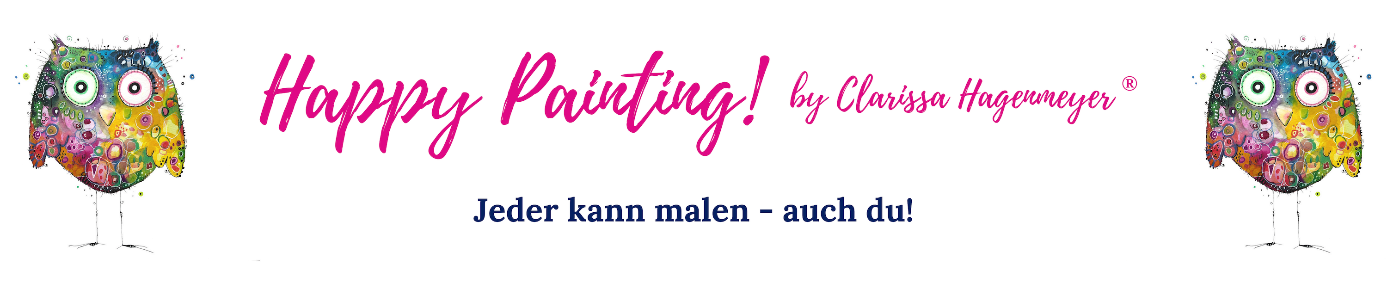 Happy Painting! by Clarissa Hagenmeyer®
Jeder kann malen - auch du!